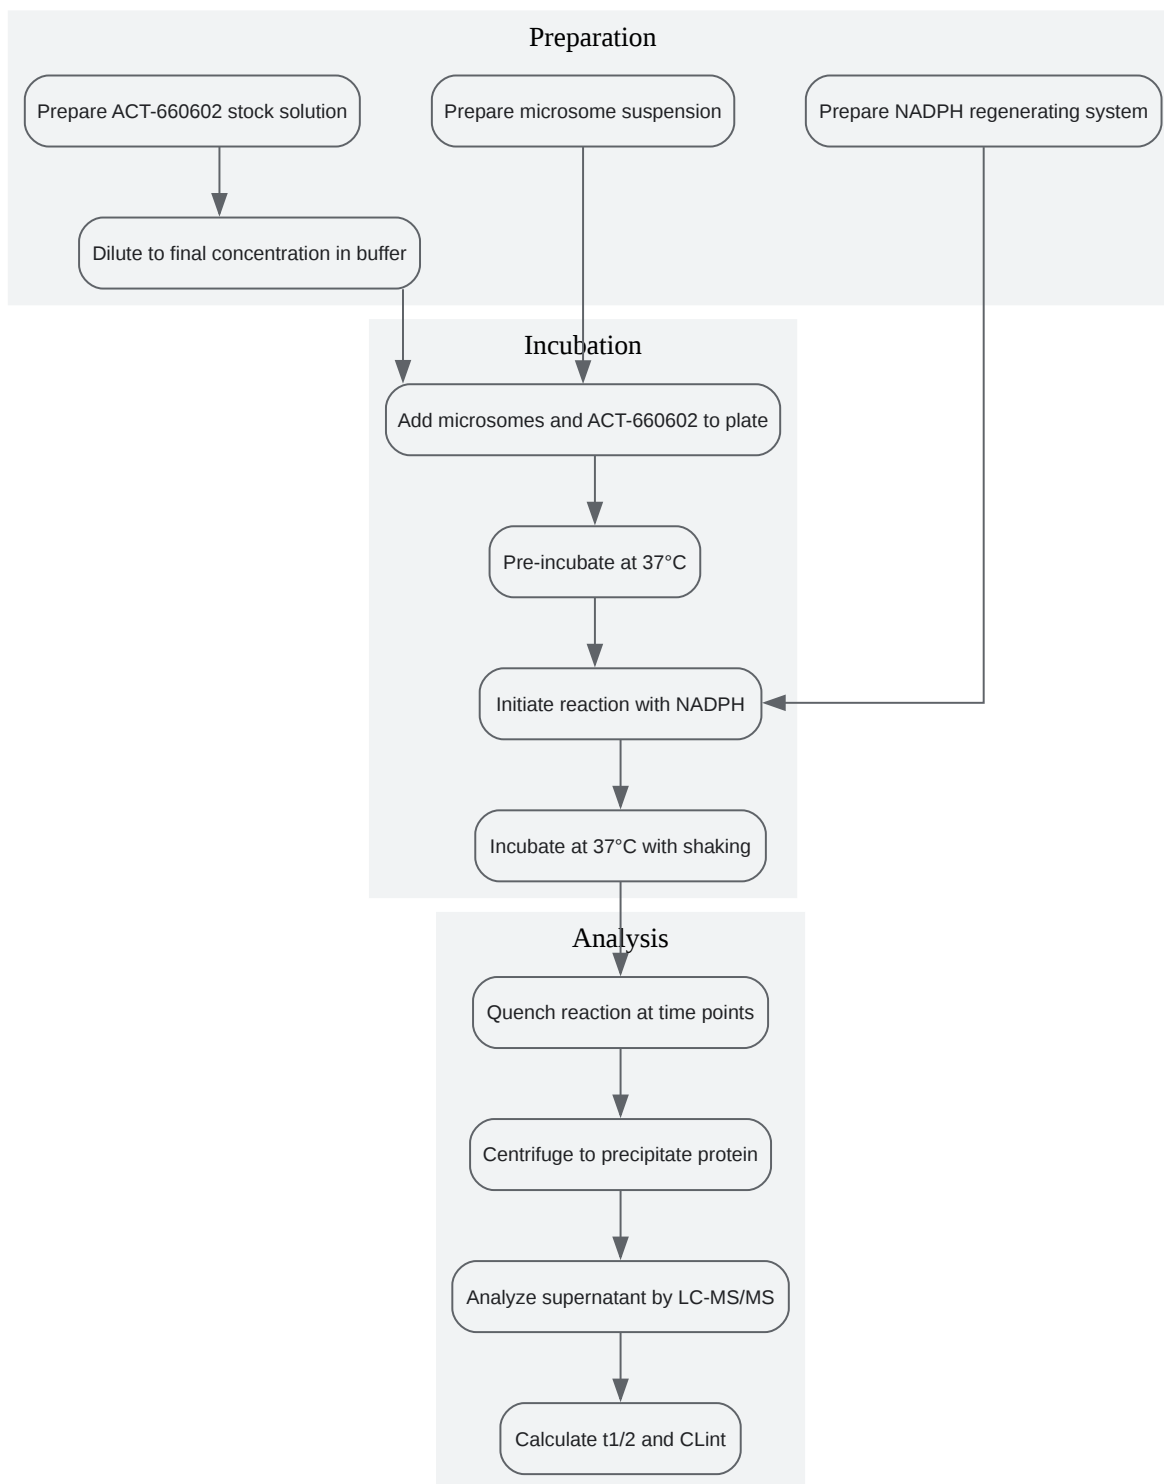 Preparation
Prepare ACT-660602 stock solution
Prepare microsome suspension
Prepare NADPH regenerating system
Dilute to final concentration in buffer
Incubation
Add microsomes and ACT-660602 to plate
Pre-incubate at 37°C
Initiate reaction with NADPH
Incubate at 37°C with shaking
Analysis
Quench reaction at time points
Centrifuge to precipitate protein
Analyze supernatant by LC-MS/MS
Calculate t1/2 and CLint